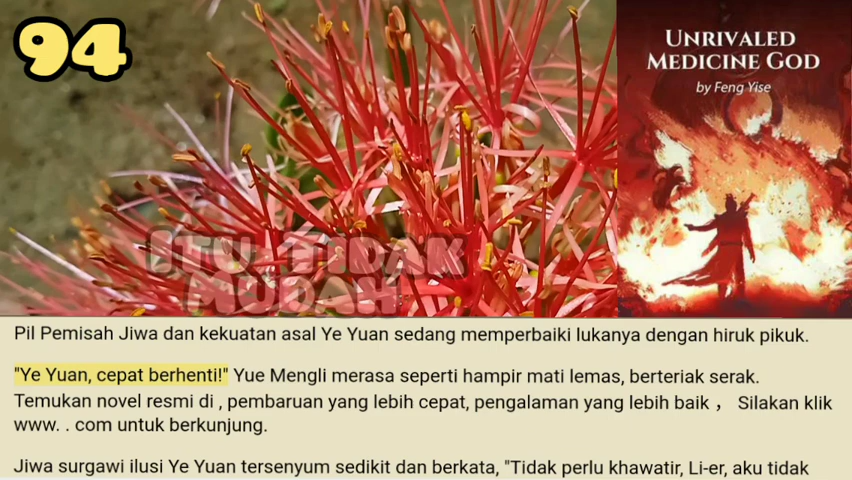 94
UNRIVALED
MEDICINE GOD
by Feng Yise
ITU TIDAK
MUDAH
Pil Pemisah Jiwa dan kekuatan asal Ye Yuan sedang memperbaiki lukanya dengan hiruk pikuk.
"Ye Yuan, cepat berhenti!" Yue Mengli merasa seperti hampir mati lemas, berteriak serak.
Temukan novel resmi di , pembaruan yang lebih cepat, pengalaman yang lebih baik ， Silakan klik
www. . com untuk berkunjung.
Jiwa surgawi ilusi Ye Yuan tersenyum sedikit dan berkata, "Tidak perlu khawatir, Li-er, aku tidak